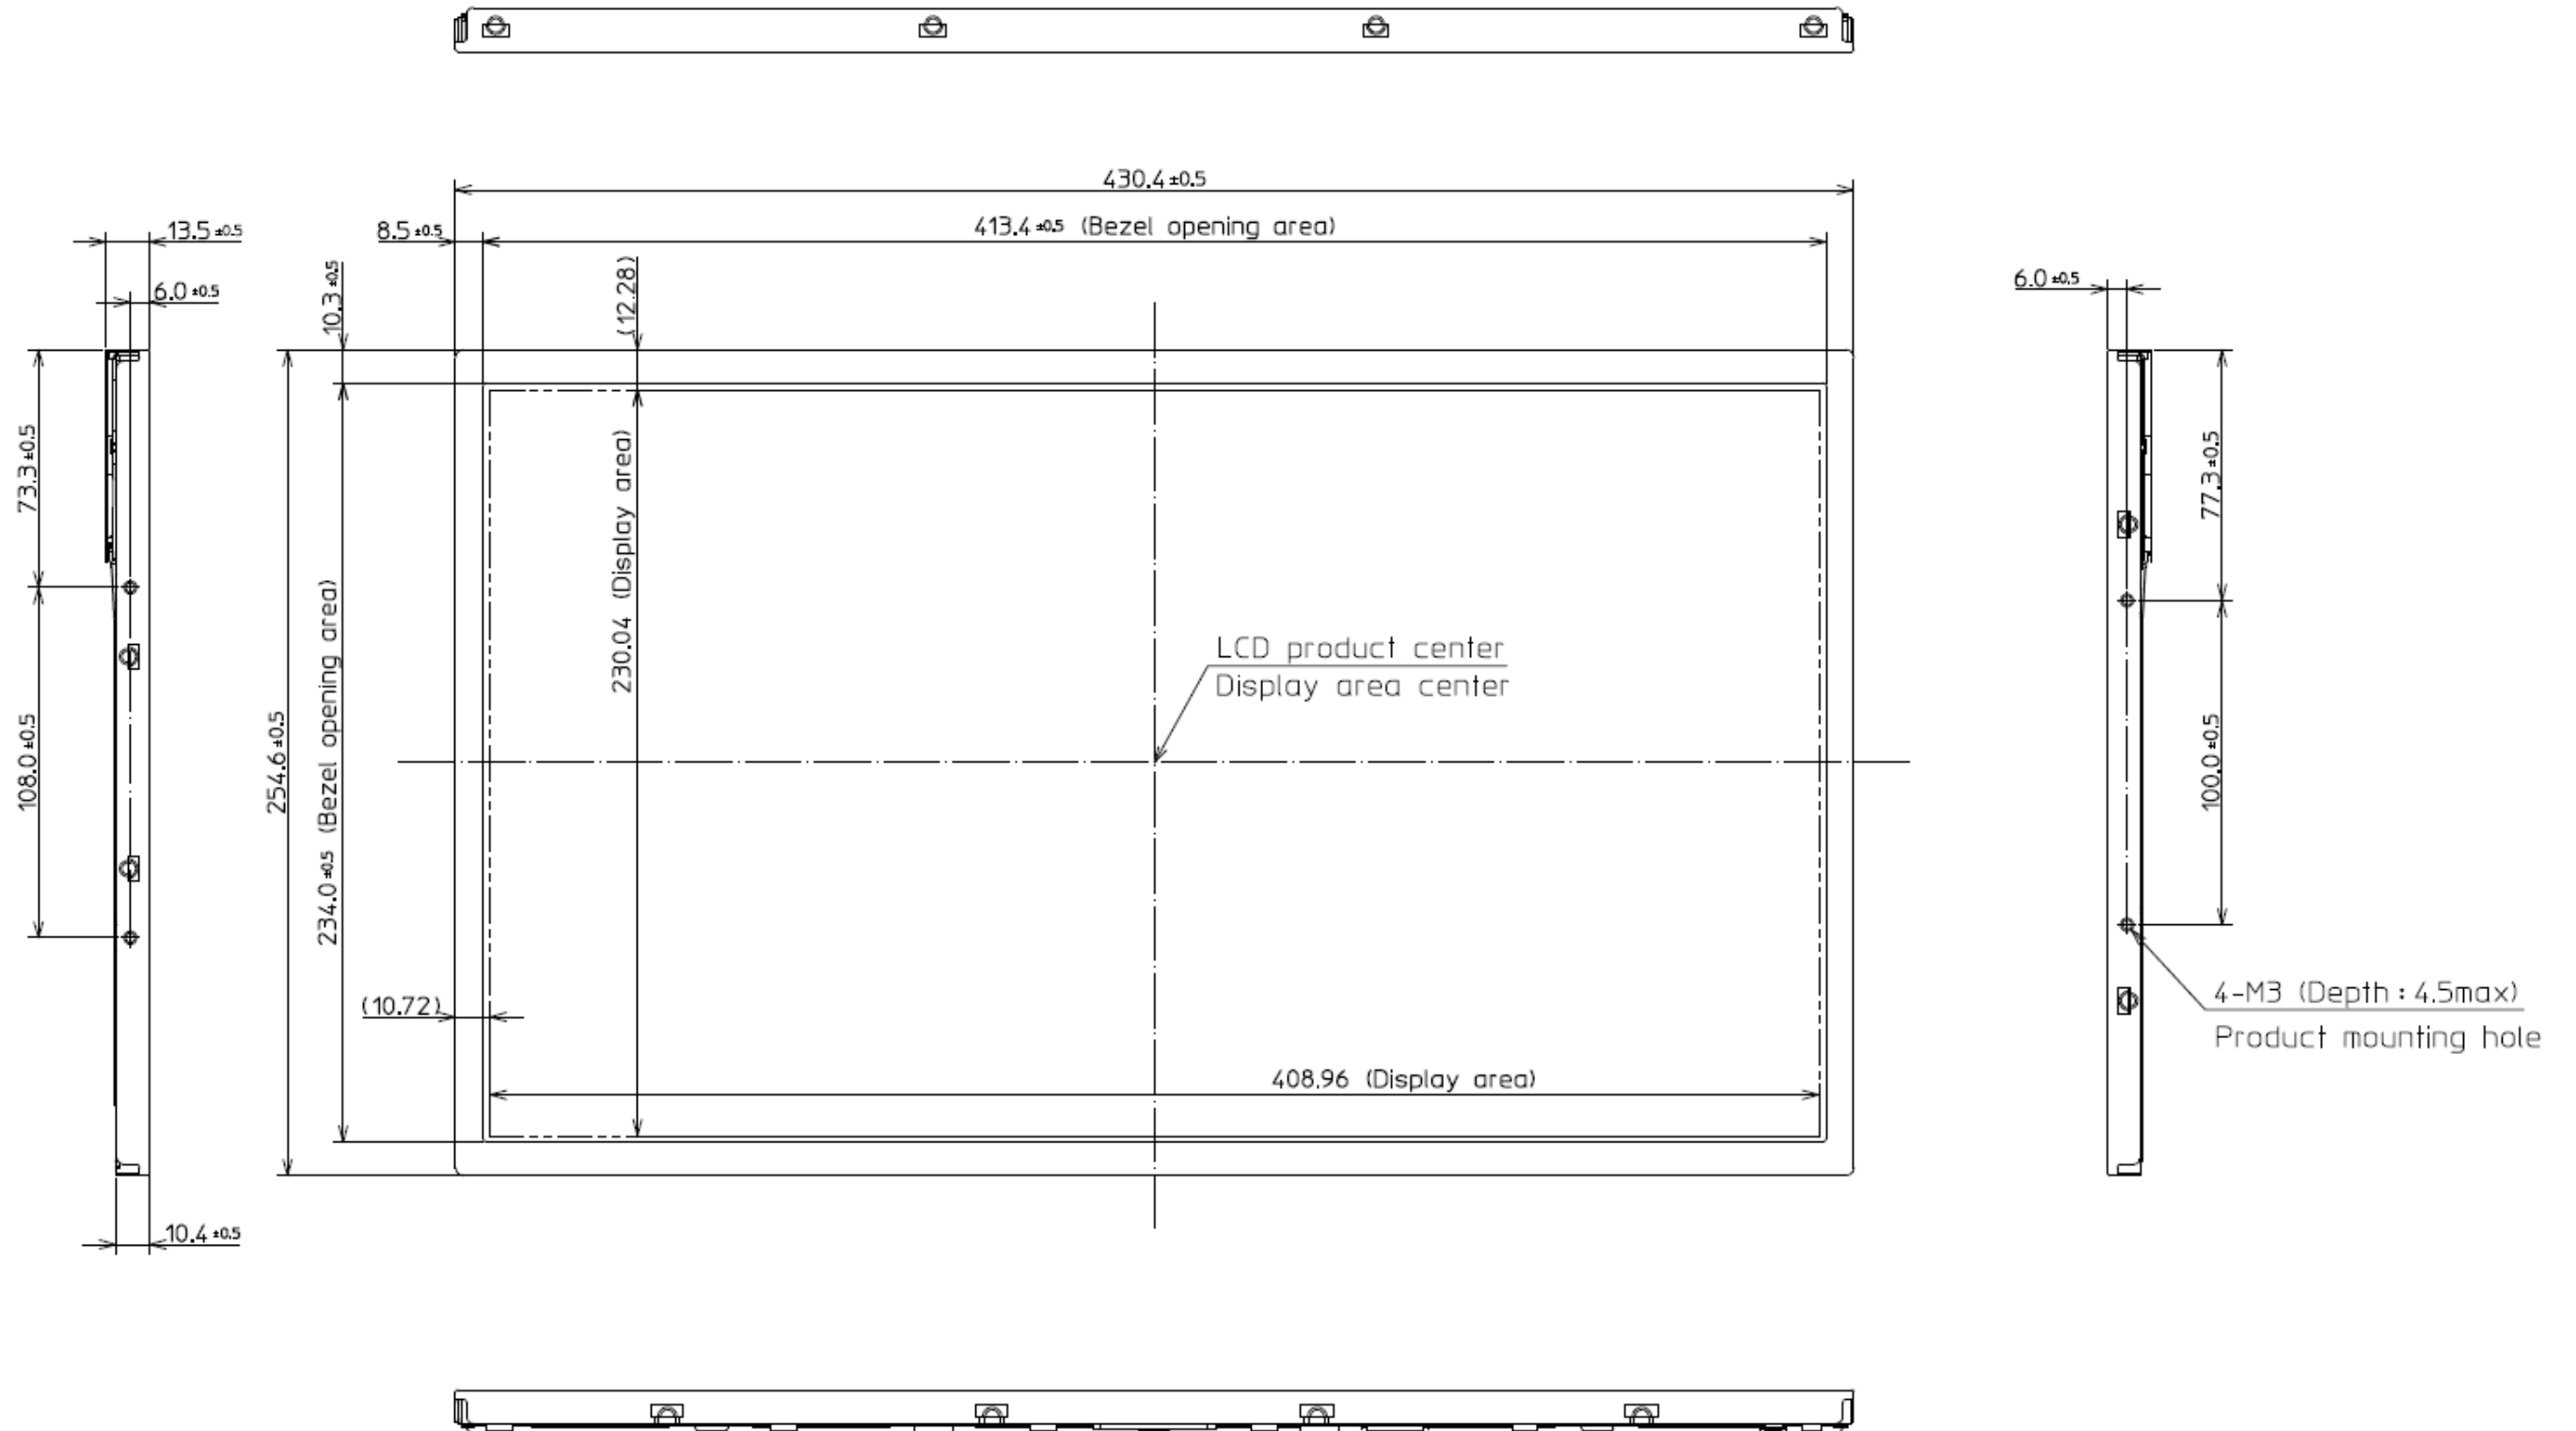 430.4±0.5
413.4±0.5 (Bezel opening area)
8.5±0.5
13.5±0.5
6.0±0.5
10.3±0.5
(12.28)
6.0±0.5
73.3±0.5
108.0±0.5
254.6±0.5
234.0±0.5 (Bezel opening area)
230.04 (Display area)
LCD product center
Display area center
77.3±0.5
100.0±0.5
4-M3 (Depth:4.5max)
Product mounting hole
(10.72)
408.96 (Display area)
10.4±0.5